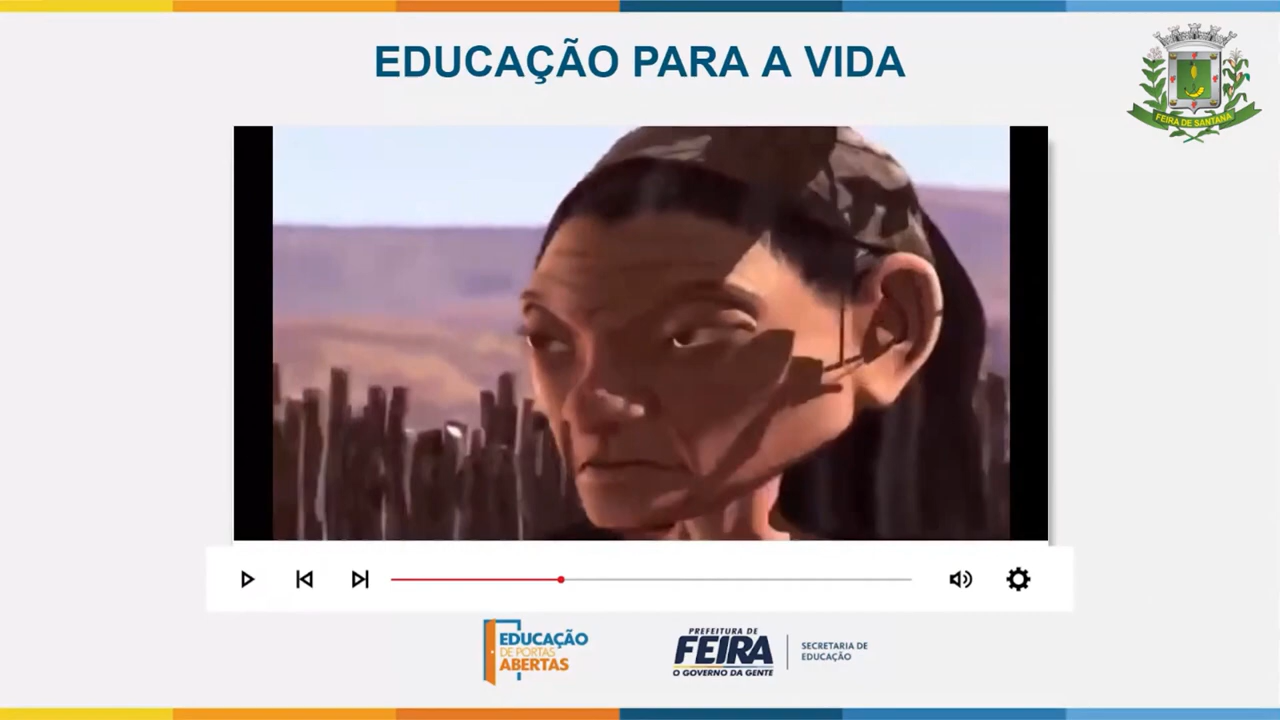 EDUCAÇÃO PARA A VIDA
FEIRA DE SANTANA
EDUCAÇÃO
DE PORTAS
ABERTAS
PREFEITURA DE
FEIRA
O GOVERNO DA GENTE
SECRETARIA DE
EDUCAÇÃO